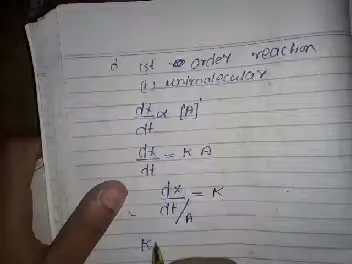 1st order reaction
(i) unimolecular
dx/dt ∝ [A]¹
dx/dt = K A
dx/dt/A = K
K